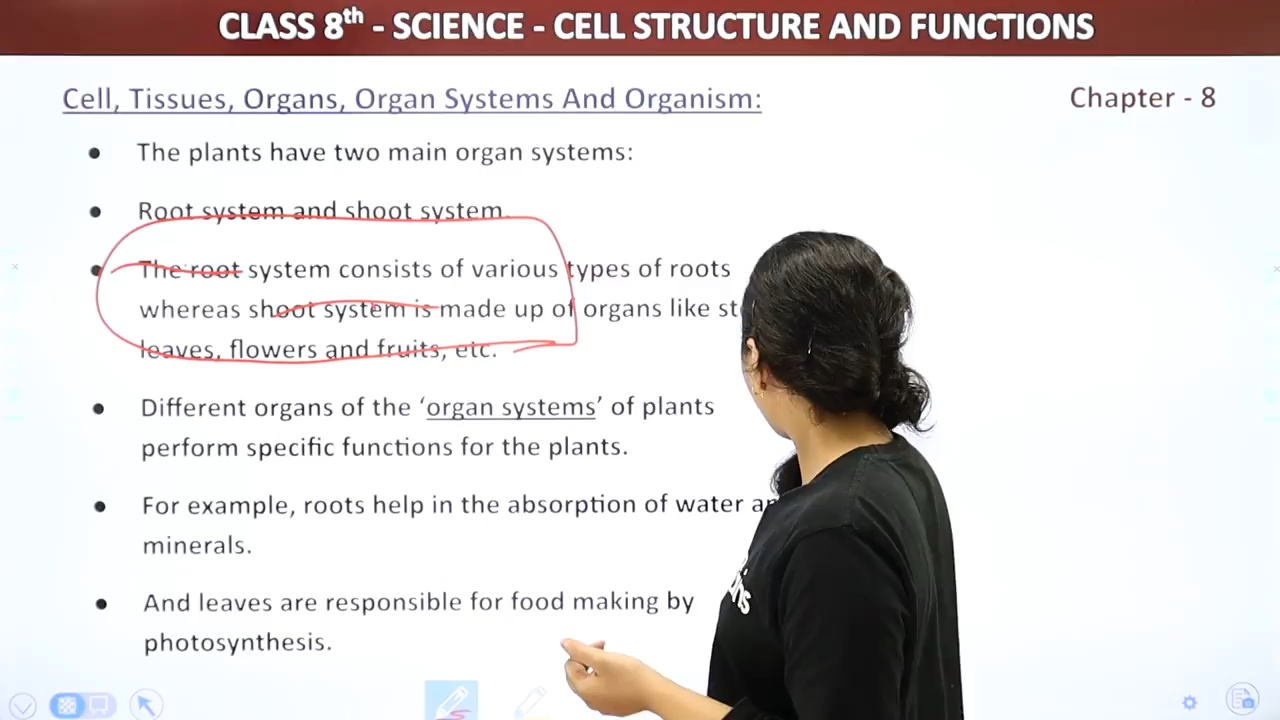 CLASS 8th - SCIENCE - CELL STRUCTURE AND FUNCTIONS
Cell, Tissues, Organs, Organ Systems And Organism:
Chapter - 8
• The plants have two main organ systems:
• Root system and shoot system.
• The root system consists of various types of roots
whereas shoot system is made up of organs like
leaves, flowers and fruits, etc.
• Different organs of the ‘organ systems’ of plants
perform specific functions for the plants.
• For example, roots help in the absorption of water
minerals.
• And leaves are responsible for food making by
photosynthesis.